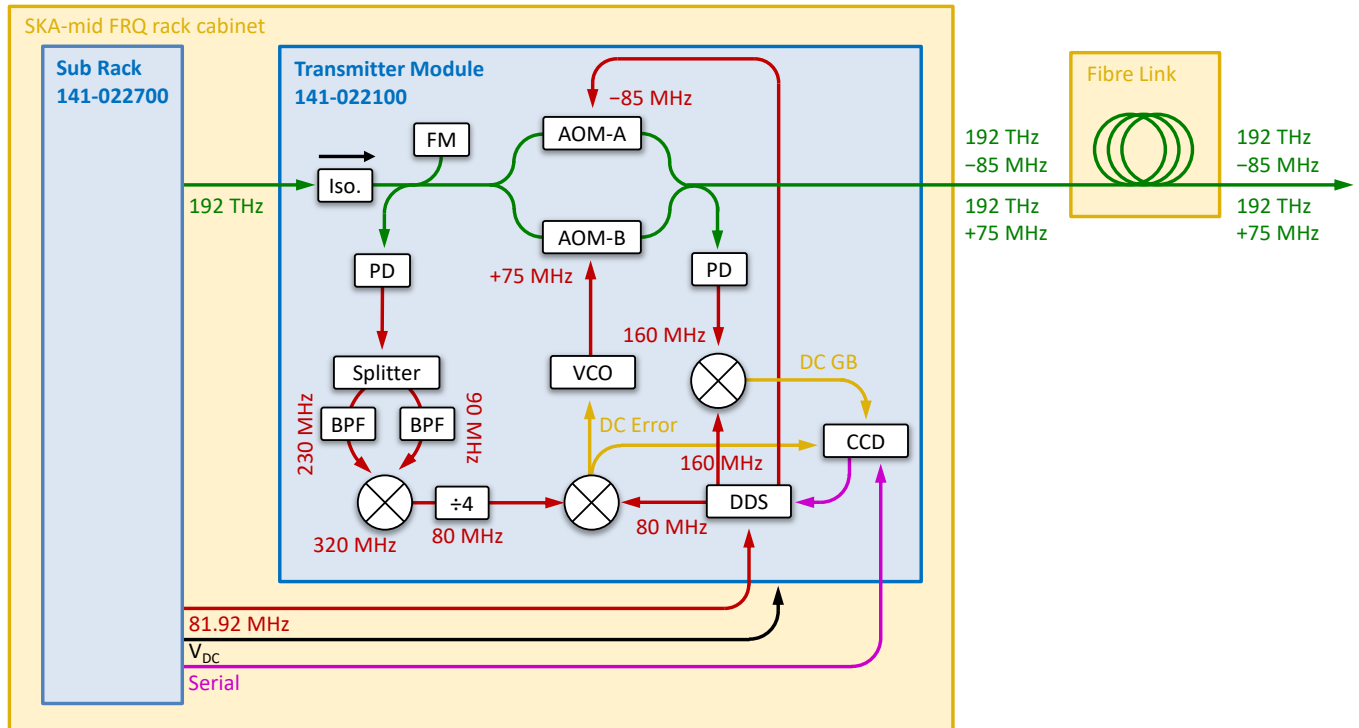 SKA-mid FRQ rack cabinet
Sub Rack
141-022700
Transmitter Module
141-022100
Fibre Link
−85 MHz
FM
AOM-A
Iso.
192 THz
192 THz
−85 MHz
192 THz
+75 MHz
192 THz
−85 MHz
192 THz
+75 MHz
AOM-B
PD
+75 MHz
PD
160 MHz
Splitter
VCO
DC GB
230 MHz
BPF
BPF
90 MHz
DC Error
CCD
160 MHz
÷4
DDS
320 MHz
80 MHz
80 MHz
81.92 MHz
VDC
Serial